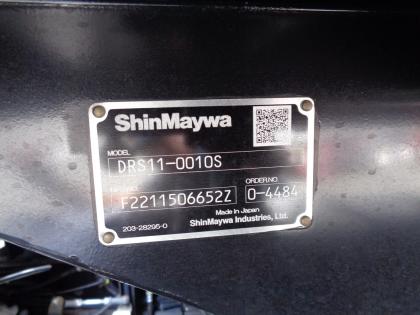 ShinMaywa
MODEL
DRS11-0010S
ORDER NO.
F2211506652Z
0-4484
Made in Japan
ShinMaywa Industries, Ltd.
203-28295-0